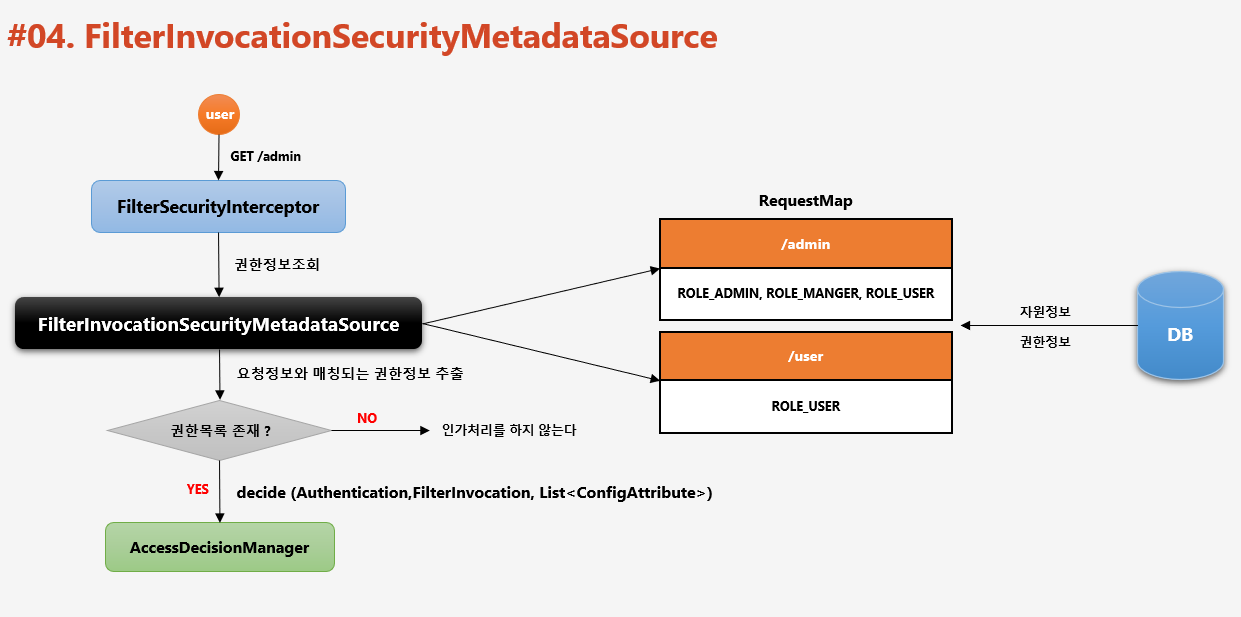 #04. FilterInvocationSecurityMetadataSource
user
GET /admin
FilterSecurityInterceptor
권한정보조회
FilterInvocationSecurityMetadataSource
요청정보와 매칭되는 권한정보 추출
권한목록 존재 ?
NO
인가처리를 하지 않는다
YES
decide (Authentication,FilterInvocation, List<ConfigAttribute>)
AccessDecisionManager
RequestMap
/admin
ROLE_ADMIN, ROLE_MANGER, ROLE_USER
/user
ROLE_USER
자원정보
권한정보
DB